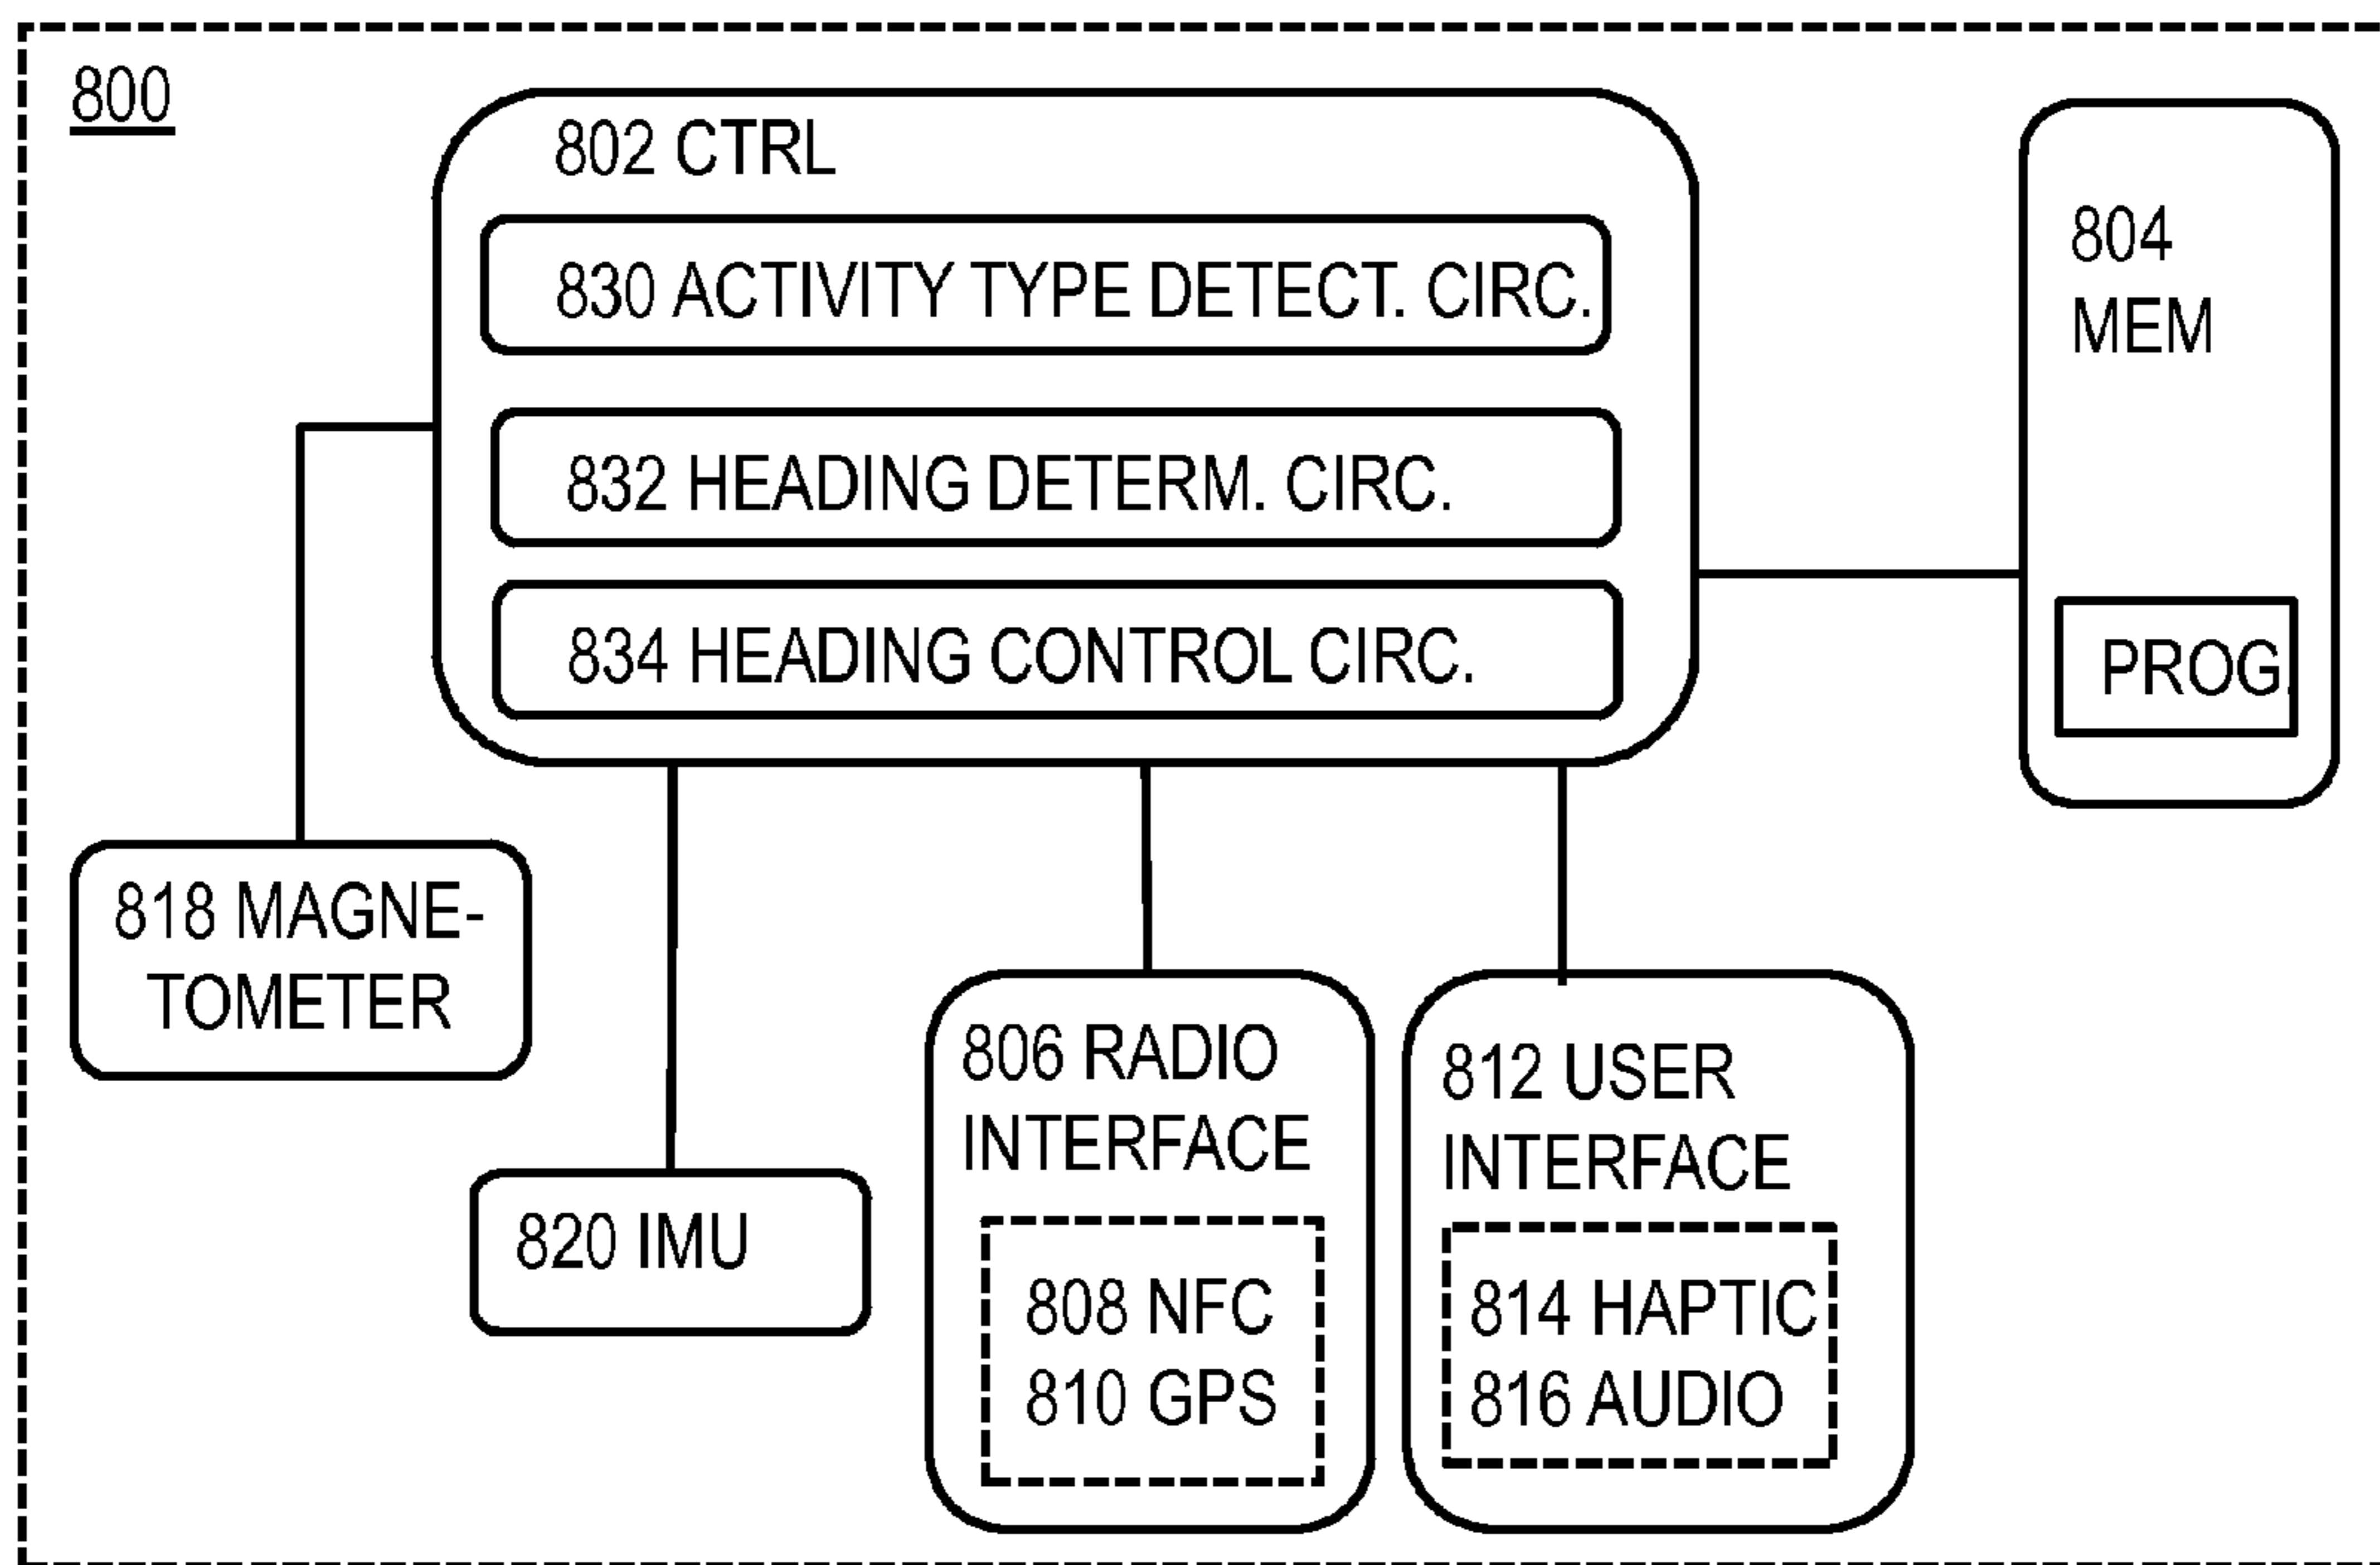 800
802 CTRL
830 ACTIVITY TYPE DETECT. CIRC.
832 HEADING DETERM. CIRC.
834 HEADING CONTROL CIRC.
804
MEM
PROG.
818 MAGNE-
TOMETER
820 IMU
806 RADIO
INTERFACE
808 NFC
810 GPS
812 USER
INTERFACE
814 HAPTIC
816 AUDIO